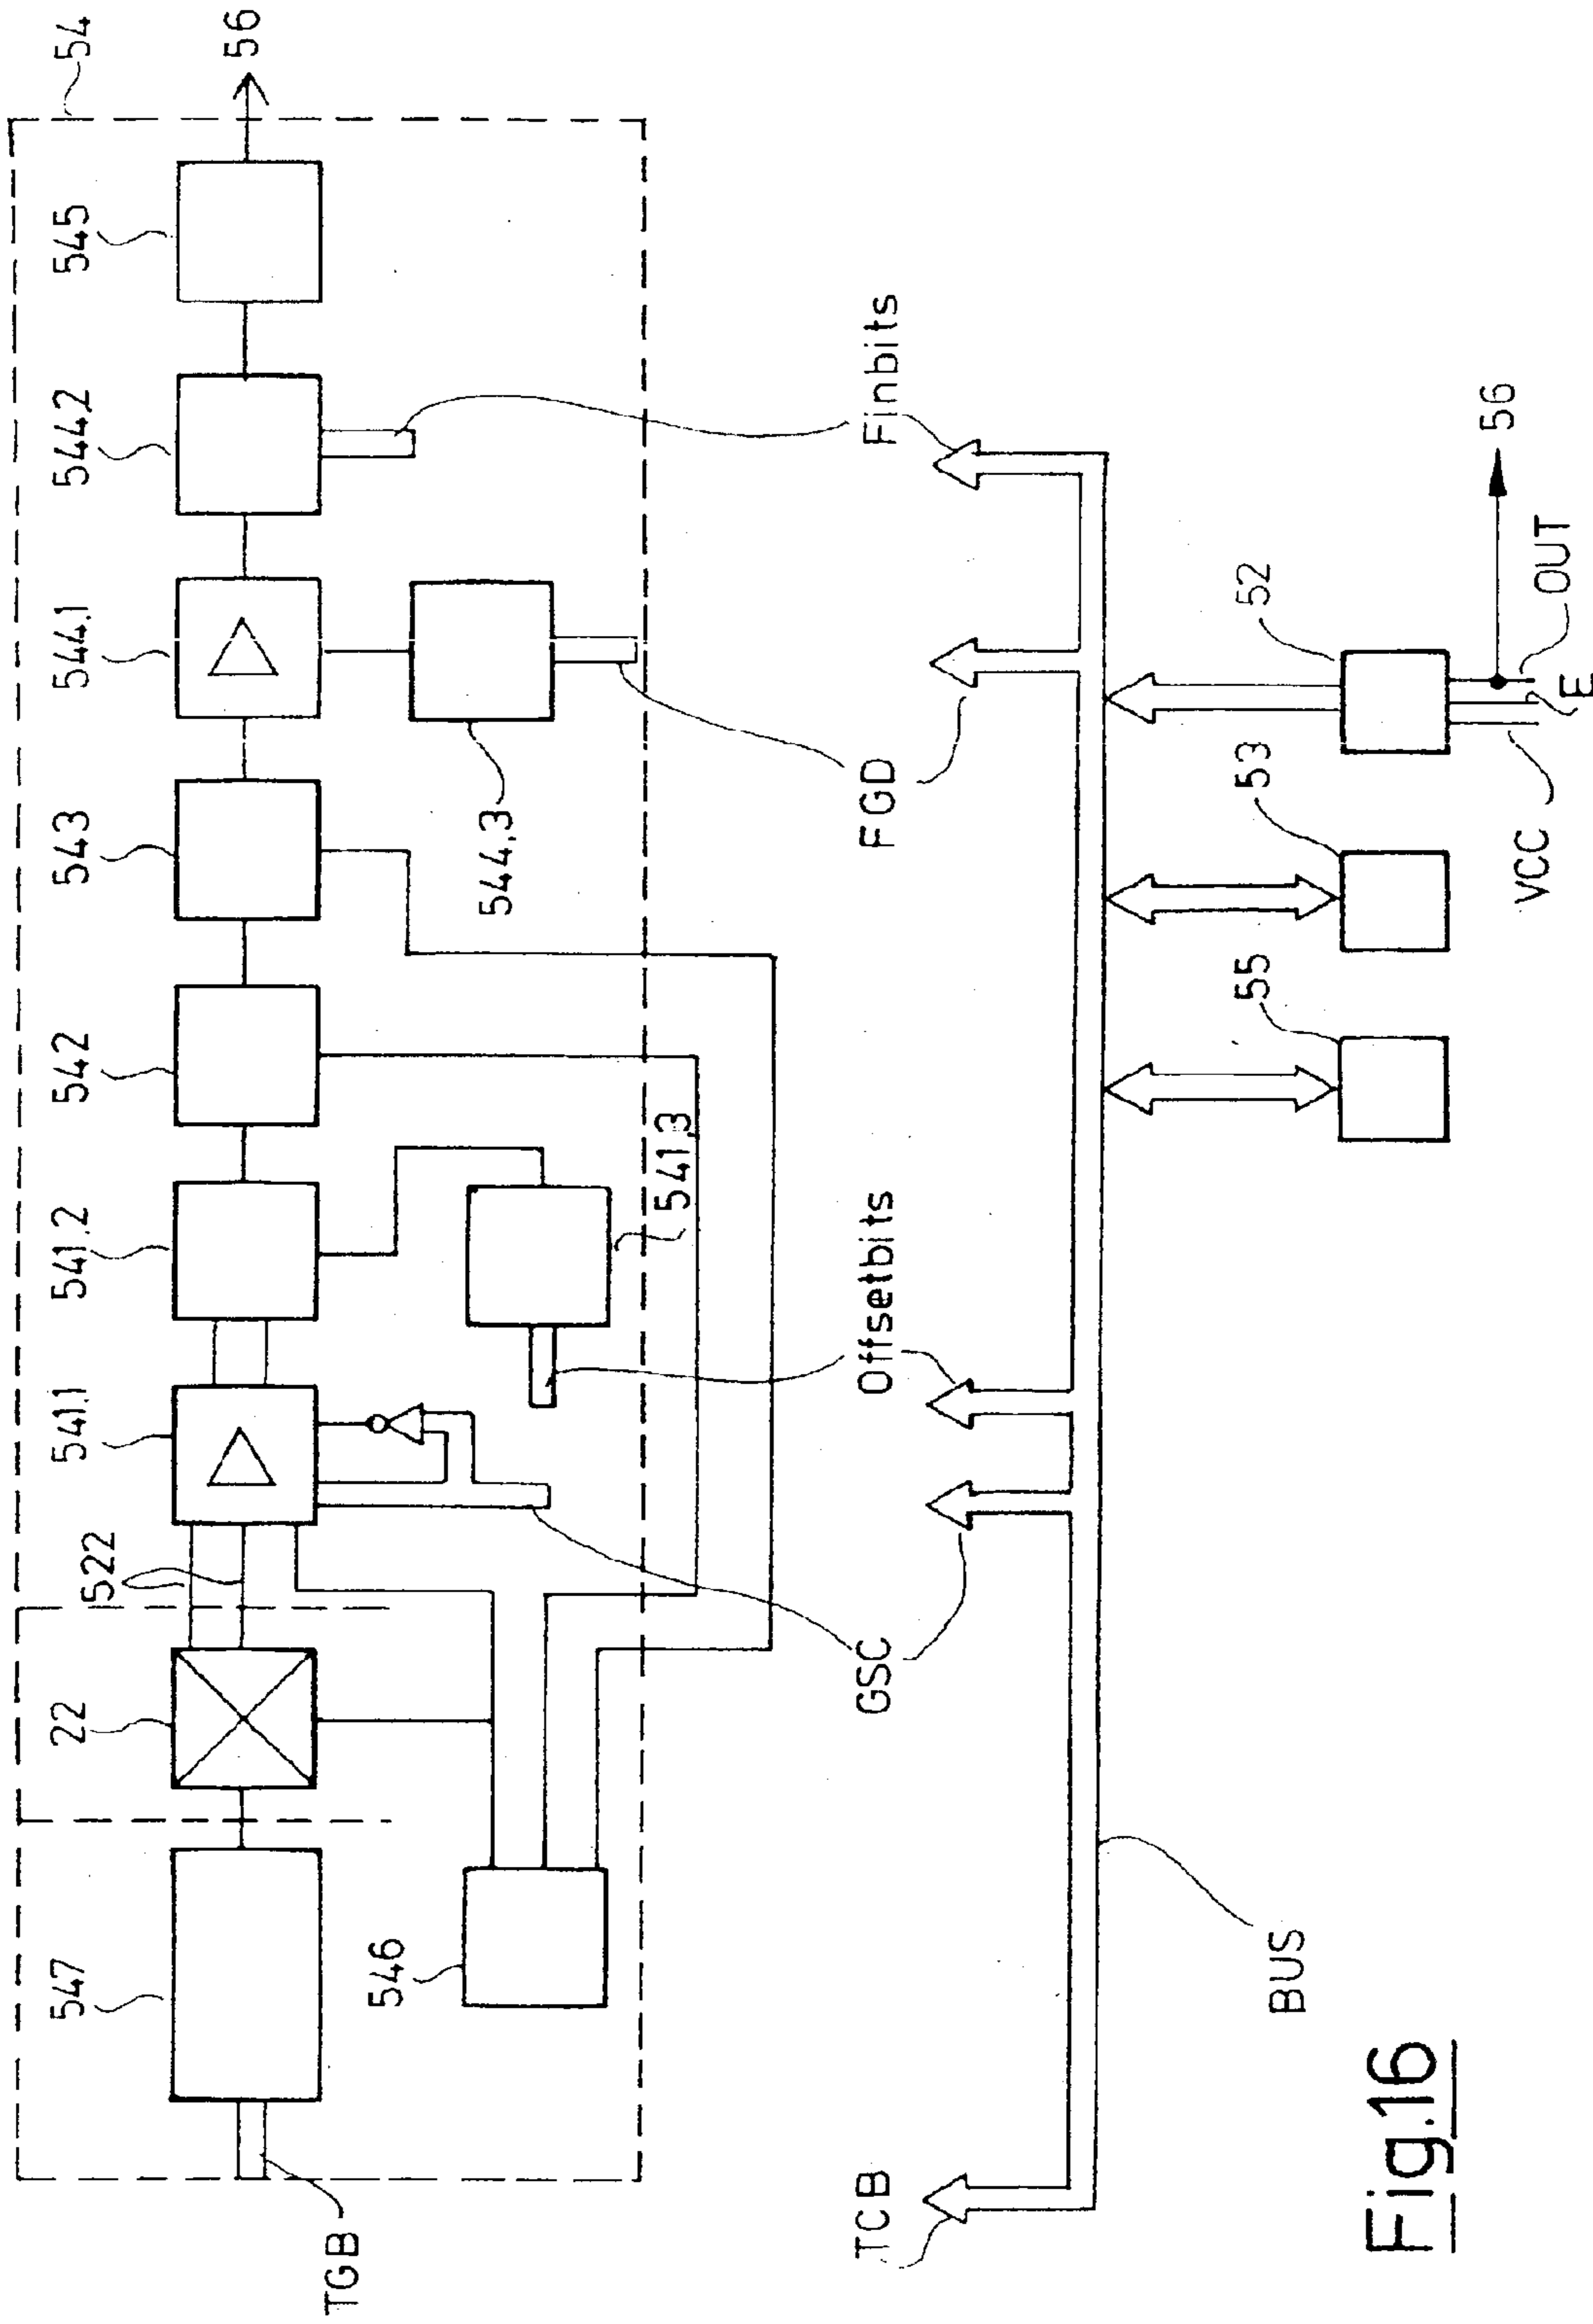 54
547
22
522
541,1
541,2
542
543
544,1
544,2
545
56
TGB
546
541,3
544,3
TCB
GSC
Offsetbits
FGD
Finbits
BUS
55
53
52
56
VCC
E
OUT
Fig.16